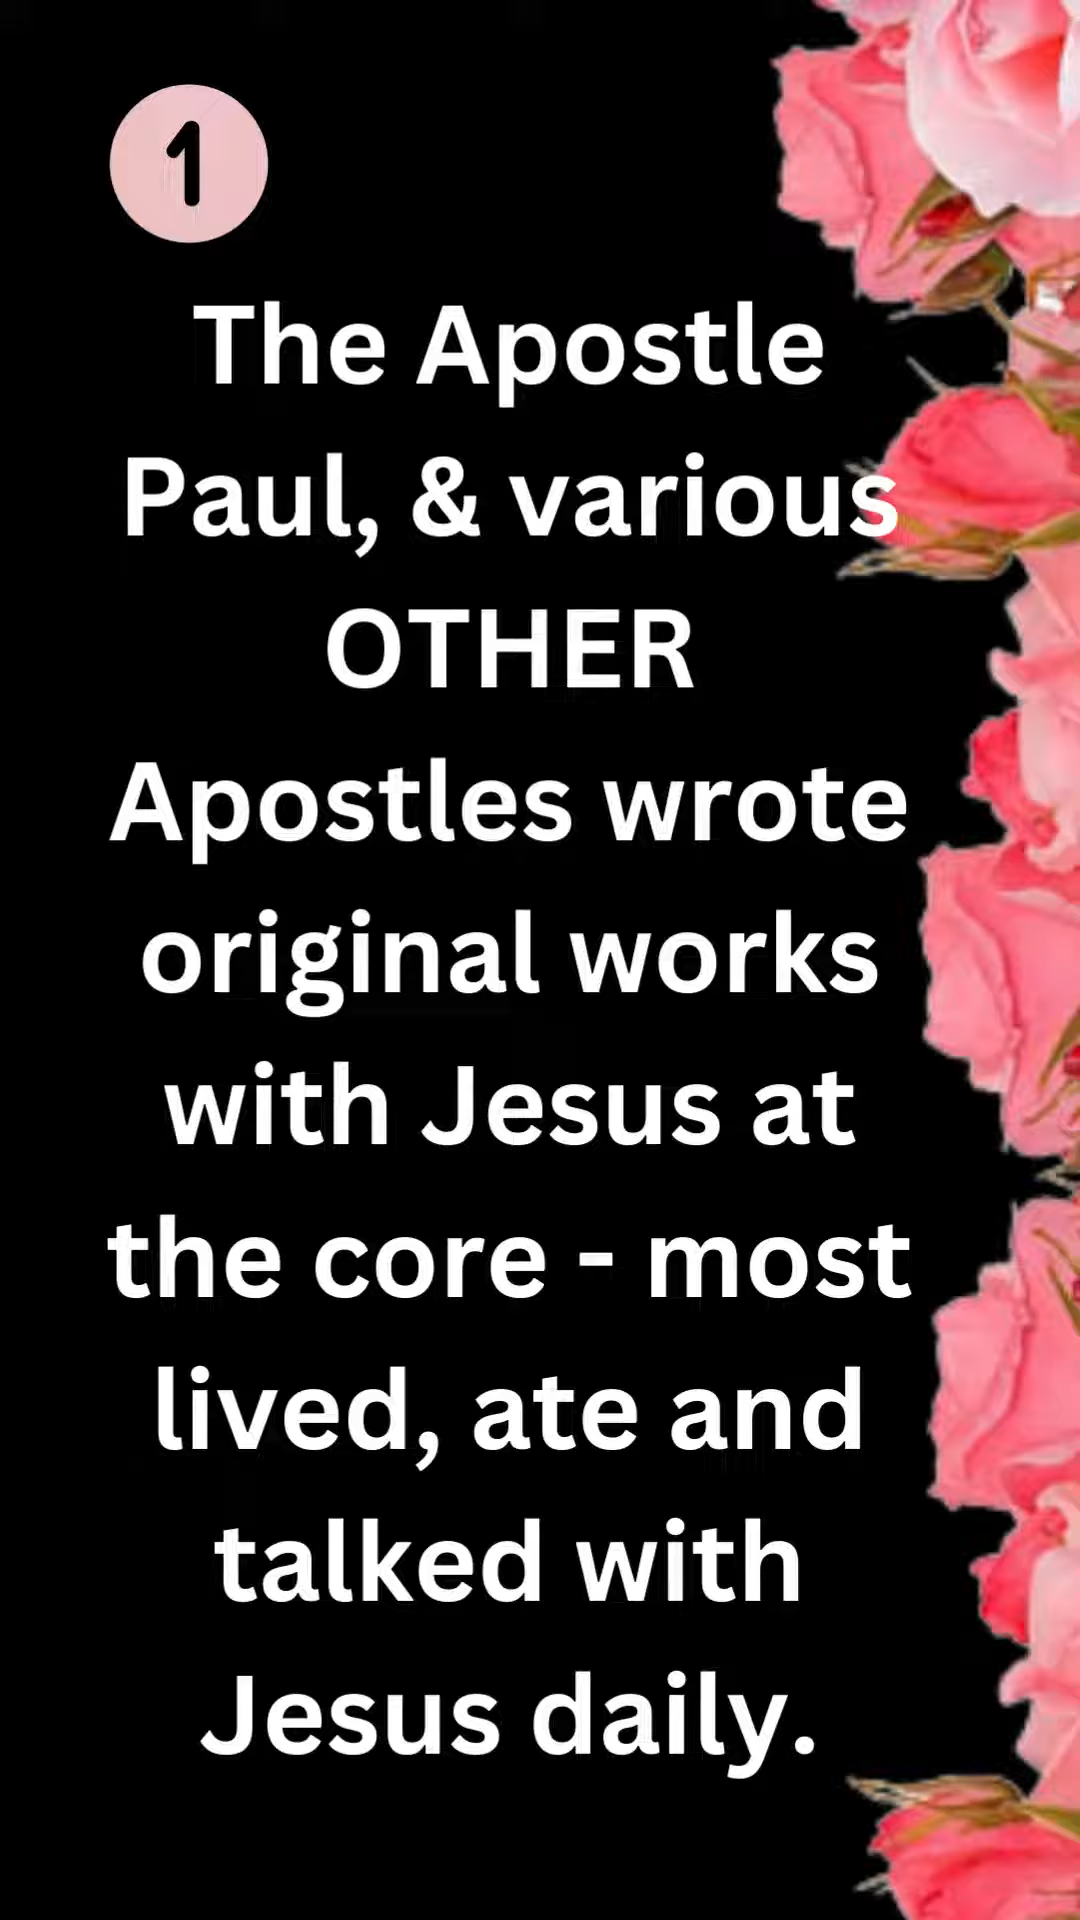 1
The Apostle
Paul, & various
OTHER
Apostles wrote
original works
with Jesus at
the core - most
lived, ate and
talked with
Jesus daily.